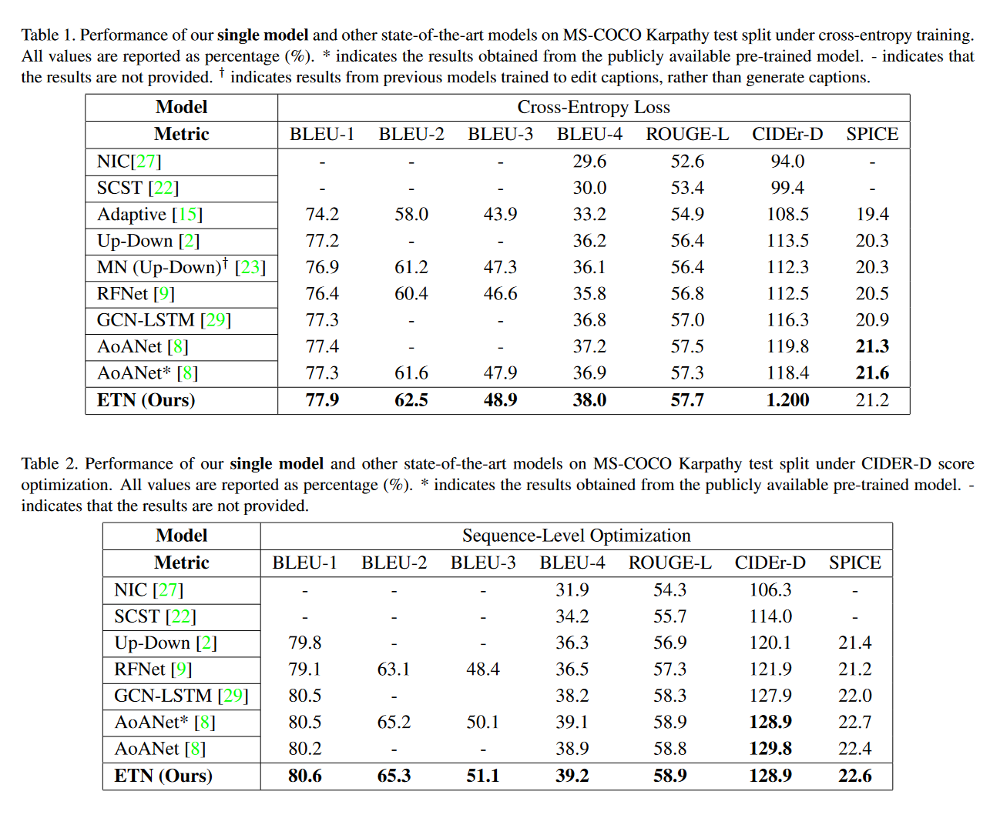 Table 1. Performance of our single model and other state-of-the-art models on MS-COCO Karpathy test split under cross-entropy training.
All values are reported as percentage (%). * indicates the results obtained from the publicly available pre-trained model. - indicates that
the results are not provided. † indicates results from previous models trained to edit captions, rather than generate captions.
Model Cross-Entropy Loss
Metric BLEU-1 BLEU-2 BLEU-3 BLEU-4 ROUGE-L CIDEr-D SPICE
NIC[27] - - - 29.6 52.6 94.0 -
SCST [22] - - - 30.0 53.4 99.4 -
Adaptive [15] 74.2 58.0 43.9 33.2 54.9 108.5 19.4
Up-Down [2] 77.2 - - 36.2 56.4 113.5 20.3
MN (Up-Down)† [23] 76.9 61.2 47.3 36.1 56.4 112.3 20.3
RFNet [9] 76.4 60.4 46.6 35.8 56.8 112.5 20.5
GCN-LSTM [29] 77.3 - - 36.8 57.0 116.3 20.9
AoANet [8] 77.4 - - 37.2 57.5 119.8 21.3
AoANet* [8] 77.3 61.6 47.9 36.9 57.3 118.4 21.6
ETN (Ours) 77.9 62.5 48.9 38.0 57.7 1.200 21.2
Table 2. Performance of our single model and other state-of-the-art models on MS-COCO Karpathy test split under CIDER-D score
optimization. All values are reported as percentage (%). * indicates the results obtained from the publicly available pre-trained model. -
indicates that the results are not provided.
Model Sequence-Level Optimization
Metric BLEU-1 BLEU-2 BLEU-3 BLEU-4 ROUGE-L CIDEr-D SPICE
NIC [27] - - - 31.9 54.3 106.3 -
SCST [22] - - - 34.2 55.7 114.0 -
Up-Down [2] 79.8 - - 36.3 56.9 120.1 21.4
RFNet [9] 79.1 63.1 48.4 36.5 57.3 121.9 21.2
GCN-LSTM [29] 80.5 - 38.2 58.3 127.9 22.0
AoANet* [8] 80.5 65.2 50.1 39.1 58.9 128.9 22.7
AoANet [8] 80.2 - - 38.9 58.8 129.8 22.4
ETN (Ours) 80.6 65.3 51.1 39.2 58.9 128.9 22.6